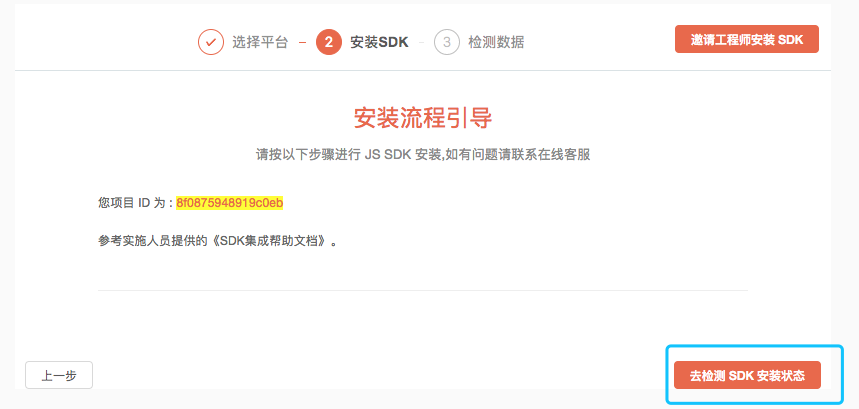 选择平台 2 安装SDK 3 检测数据 邀请工程师安装 SDK
安装流程引导
请按以下步骤进行 JS SDK 安装,如有问题请联系在线客服
您项目 ID 为 : 8f0875948919c0eb
参考实施人员提供的《SDK集成帮助文档》。
上一步 去检测 SDK 安装状态